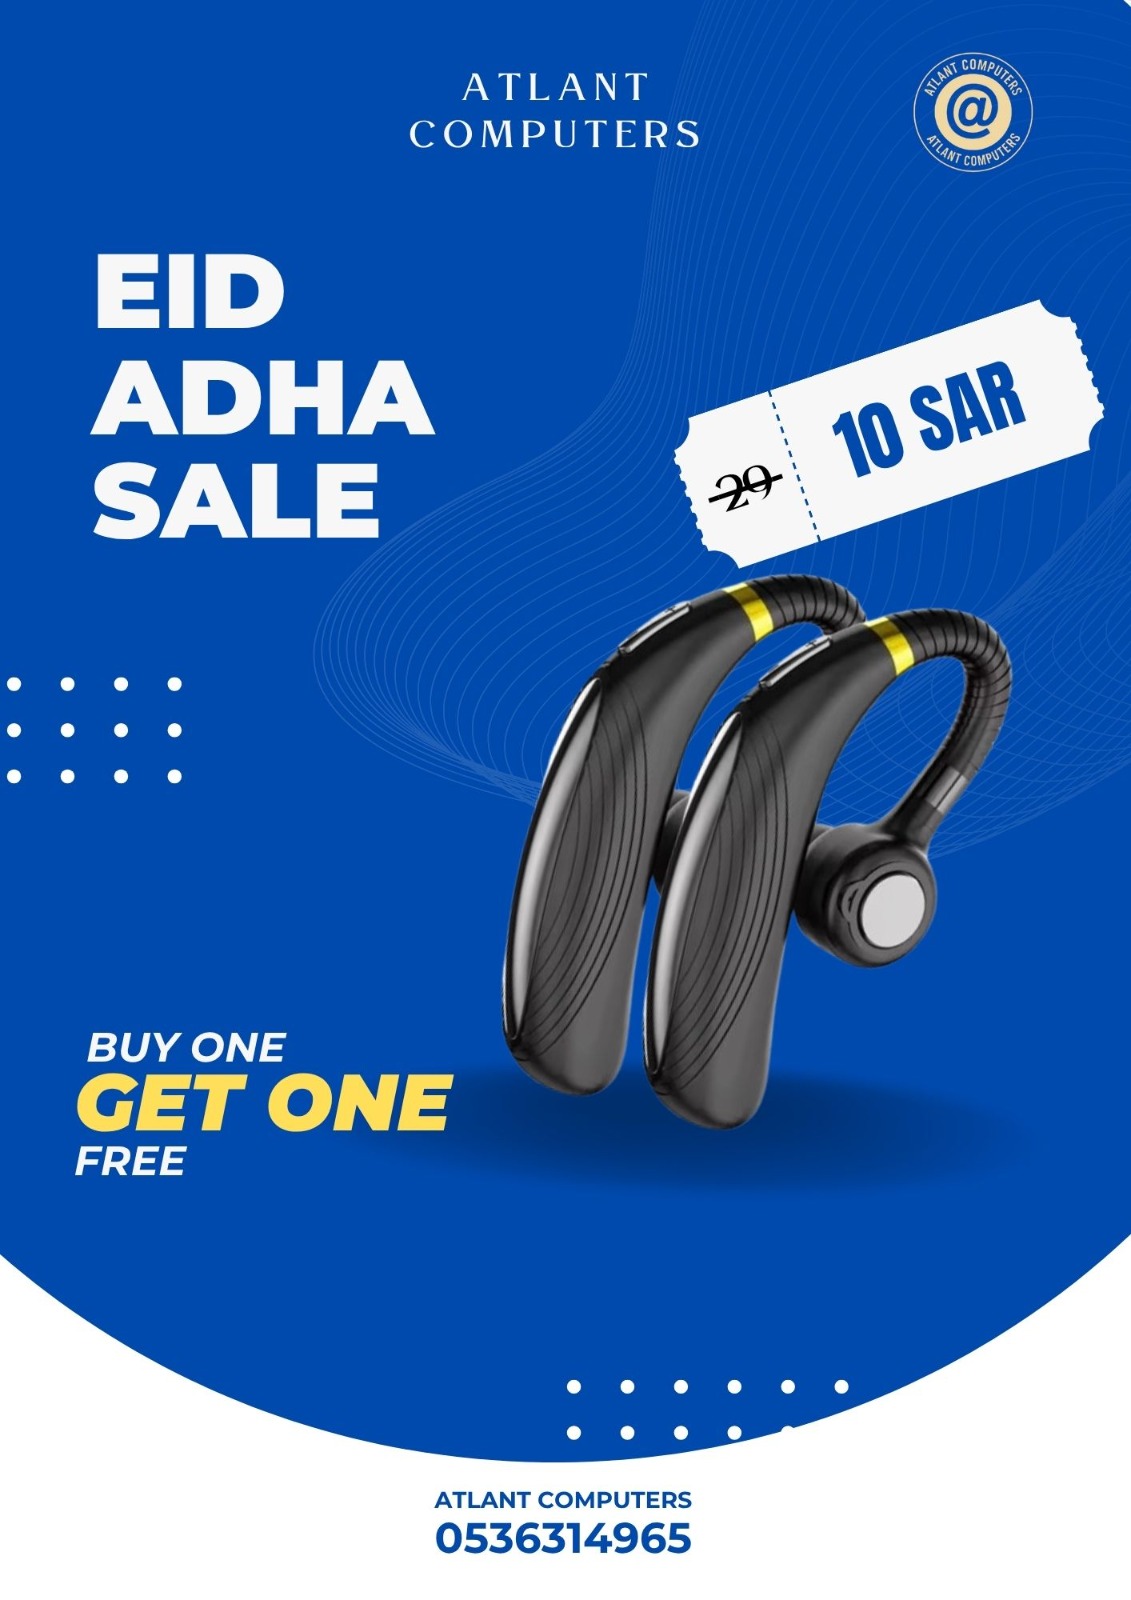 ATLANT
COMPUTERS
ATLANT COMPUTERS
@
ATLANT COMPUTERS
EID
ADHA
SALE
29
10 SAR
BUY ONE
GET ONE
FREE
ATLANT COMPUTERS
0536314965